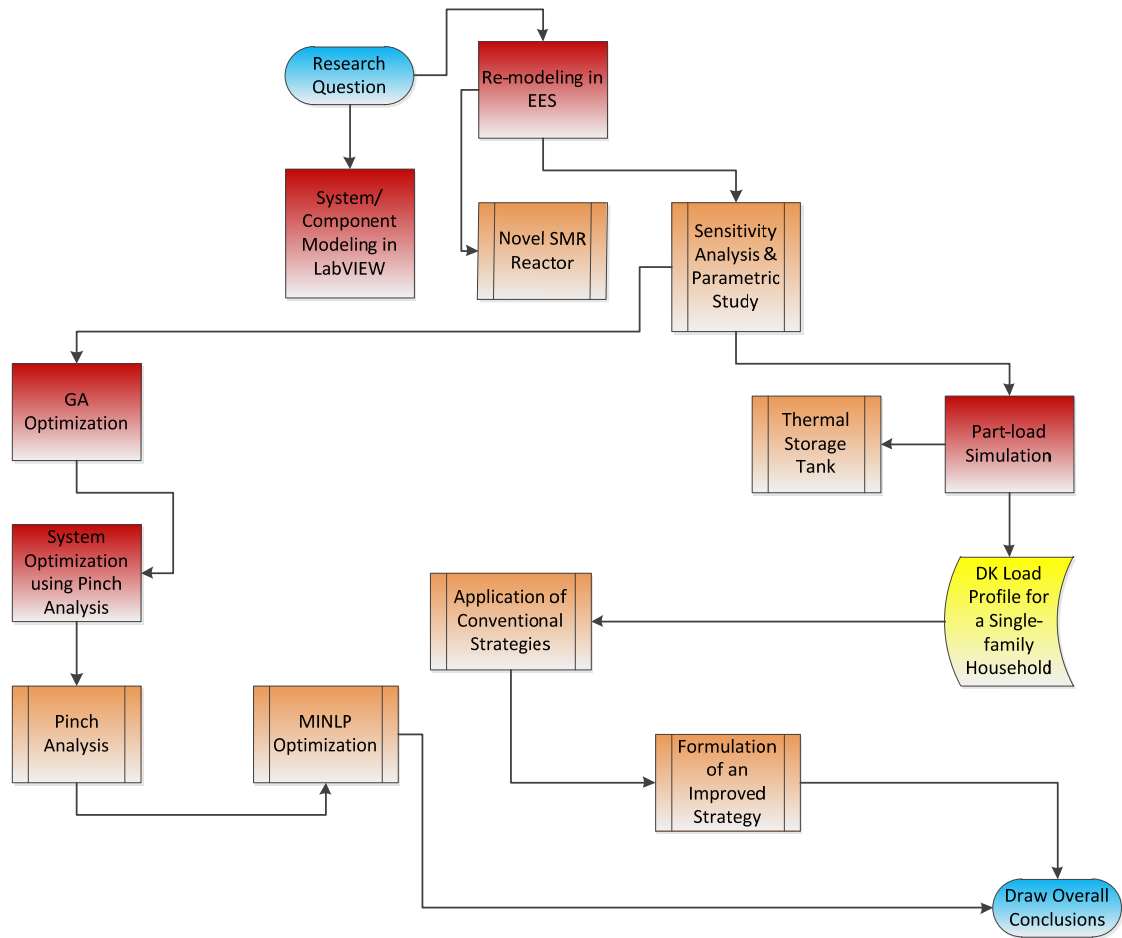 Research
Question
Re-modeling in
EES
System/
Component
Modeling in
LabVIEW
Novel SMR
Reactor
Sensitivity
Analysis &
Parametric
Study
GA
Optimization
Thermal
Storage
Tank
Part-load
Simulation
System
Optimization
using Pinch
Analysis
Application of
Conventional
Strategies
DK Load
Profile for
a Single-
family
Household
Pinch
Analysis
MINLP
Optimization
Formulation
of an
Improved
Strategy
Draw Overall
Conclusions